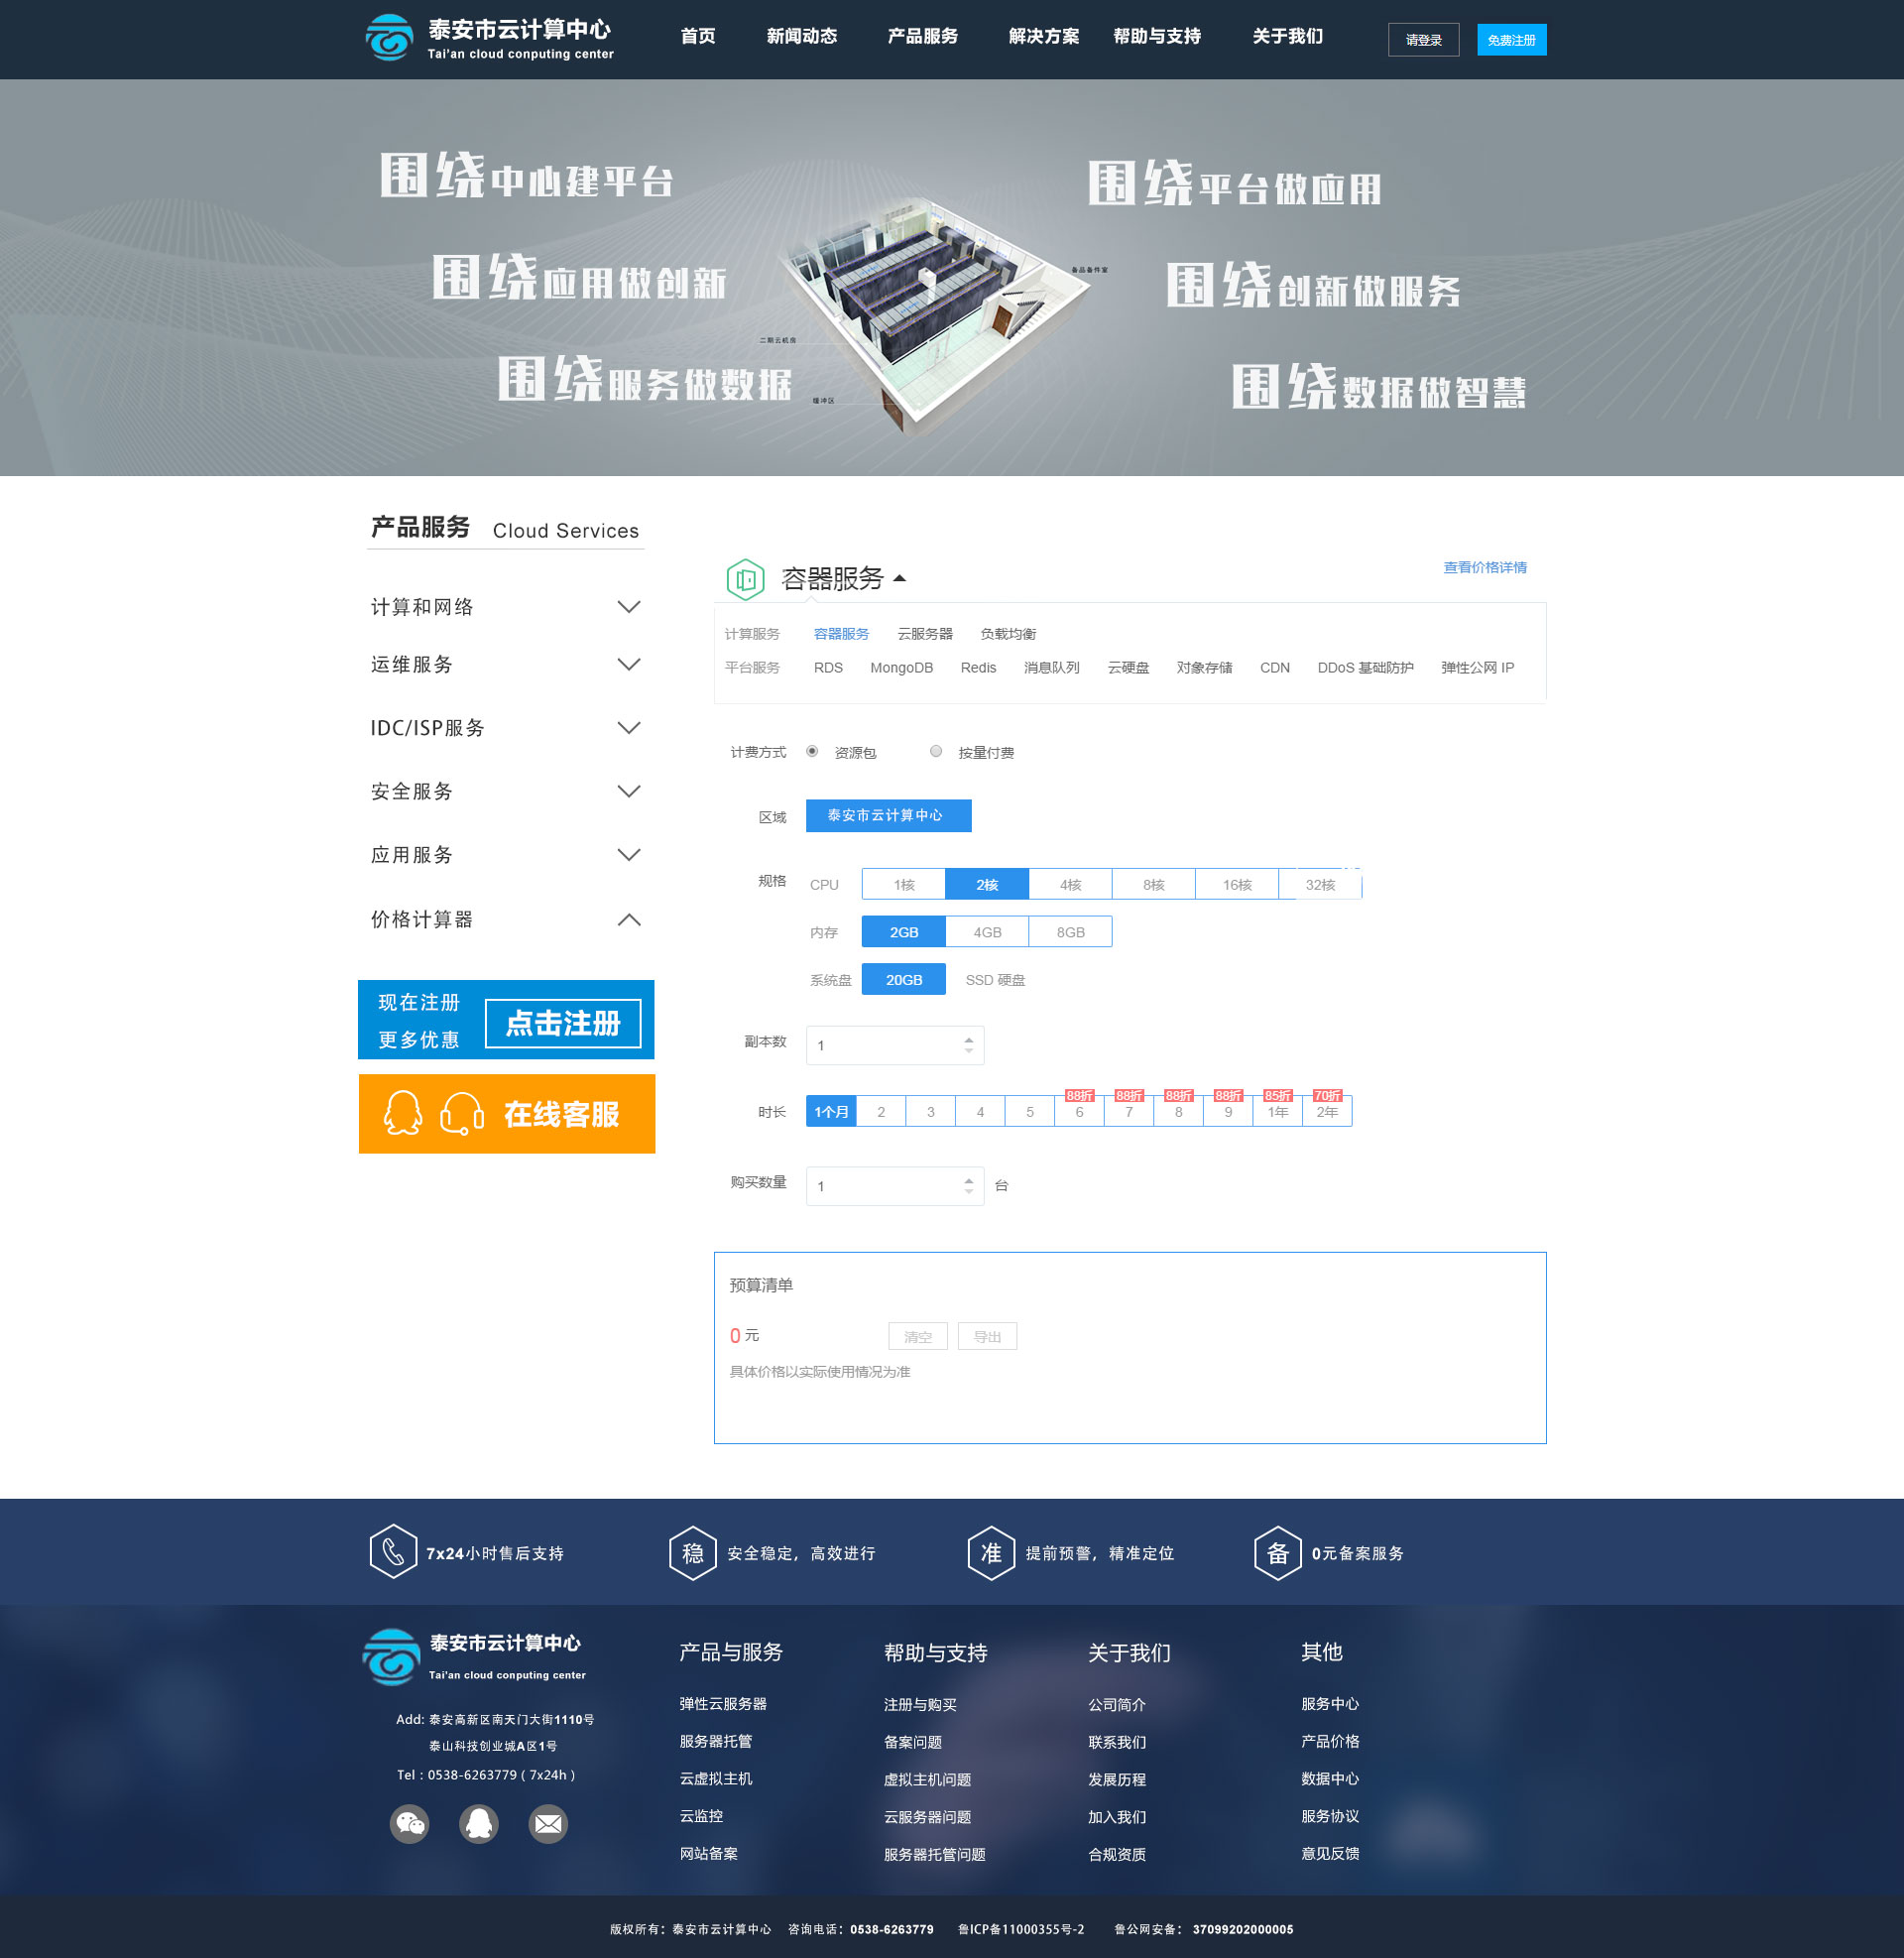 泰安市云计算中心
Tai'an cloud conputing center
首页 新闻动态 产品服务 解决方案 帮助与支持 关于我们
请登录 免费注册
围绕中心建平台
围绕平台做应用
围绕应用做创新
围绕创新做服务
围绕服务做数据
围绕数据做智慧
备品备件室
二期云机房
缓冲区
产品服务 Cloud Services
计算和网络
运维服务
IDC/ISP服务
安全服务
应用服务
价格计算器
现在注册
更多优惠
点击注册
在线客服
容器服务
查看价格详情
计算服务 容器服务 云服务器 负载均衡
平台服务 RDS MongoDB Redis 消息队列 云硬盘 对象存储 CDN DDoS 基础防护 弹性公网 IP
计费方式 资源包 按量付费
区域 泰安市云计算中心
规格 CPU 1核 2核 4核 8核 16核 32核
内存 2GB 4GB 8GB
系统盘 20GB SSD 硬盘
副本数 1
88折 88折 88折 88折 85折 70折
时长 1个月 2 3 4 5 6 7 8 9 1年 2年
购买数量 1 台
预算清单
0 元 清空 导出
具体价格以实际使用情况为准
7x24小时售后支持
稳 安全稳定，高效进行
准 提前预警，精准定位
备 0元备案服务
泰安市云计算中心
Tai'an cloud conputing center
Add: 泰安高新区南天门大街1110号
泰山科技创业城A区1号
Tel : 0538-6263779 ( 7x24h )
产品与服务
弹性云服务器
服务器托管
云虚拟主机
云监控
网站备案
帮助与支持
注册与购买
备案问题
虚拟主机问题
云服务器问题
服务器托管问题
关于我们
公司简介
联系我们
发展历程
加入我们
合规资质
其他
服务中心
产品价格
数据中心
服务协议
意见反馈
版权所有：泰安市云计算中心 咨询电话：0538-6263779 鲁ICP备11000355号-2 鲁公网安备： 37099202000005